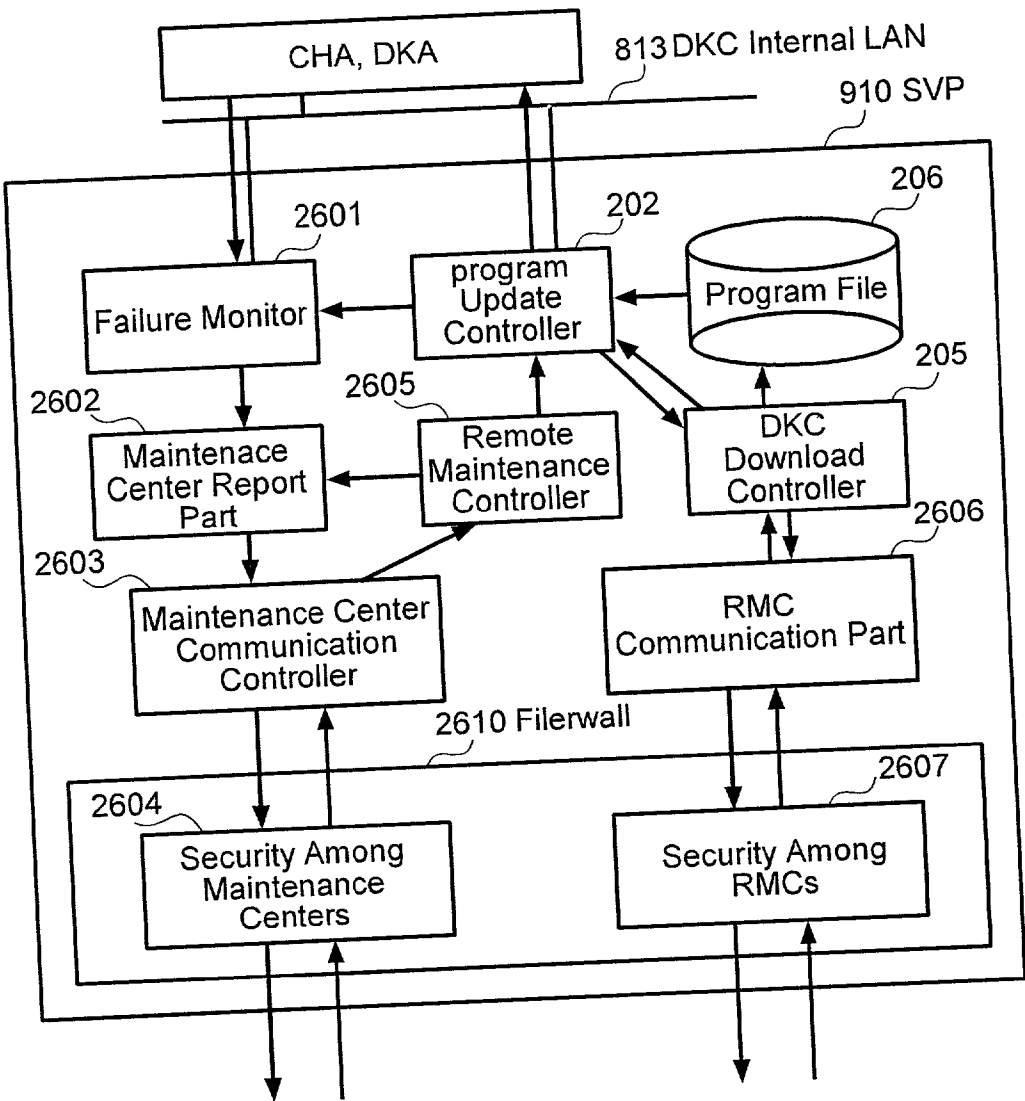 CHA, DKA
813 DKC Internal LAN
910 SVP
2601
202
206
Failure Monitor
program
Update
Controller
Program File
2602
2605
205
Maintenace
Center Report
Part
Remote
Maintenance
Controller
DKC
Download
Controller
2603
2606
Maintenance Center
Communication
Controller
RMC
Communication Part
2610 Filerwall
2604
2607
Security Among
Maintenance
Centers
Security Among
RMCs